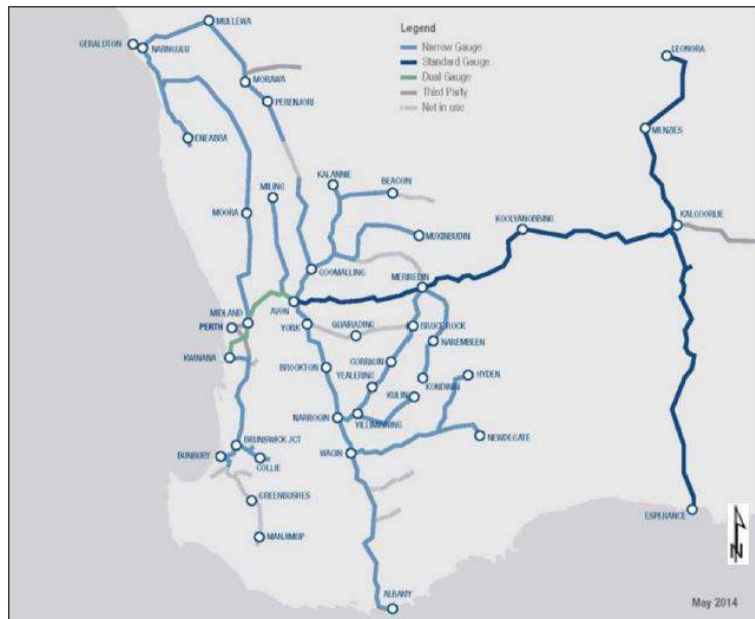 MULLEWA
GERALDTON
NARNGULU
Legend
Narrow Gauge
Standard Gauge
Dual Gauge
Third Party
Not in use
LEONORA
MORAWA
PERENJORI
MENZIES
ENEABBA
KALANNIE
BEACON
MILING
MOORA
KOOLYANOBBING
KALGOORLIE
MUKINBUDIN
GOOMALLING
MERREDIN
AVON
MIDLAND
PERTH
YORK
QUAIRADING
BRUCE ROCK
NAREMBEEN
KWINANA
BROOKTON
CORRIGIN
YEALERING
KONDININ
HYDEN
KULIN
NARROGIN
YILLIMINNING
NEWDEGATE
WAGIN
BRUNSWICK JCT
BUNBURY
COLLIE
GREENBUSHES
MANJIMUP
ESPERANCE
N
ALBANY
May 2014